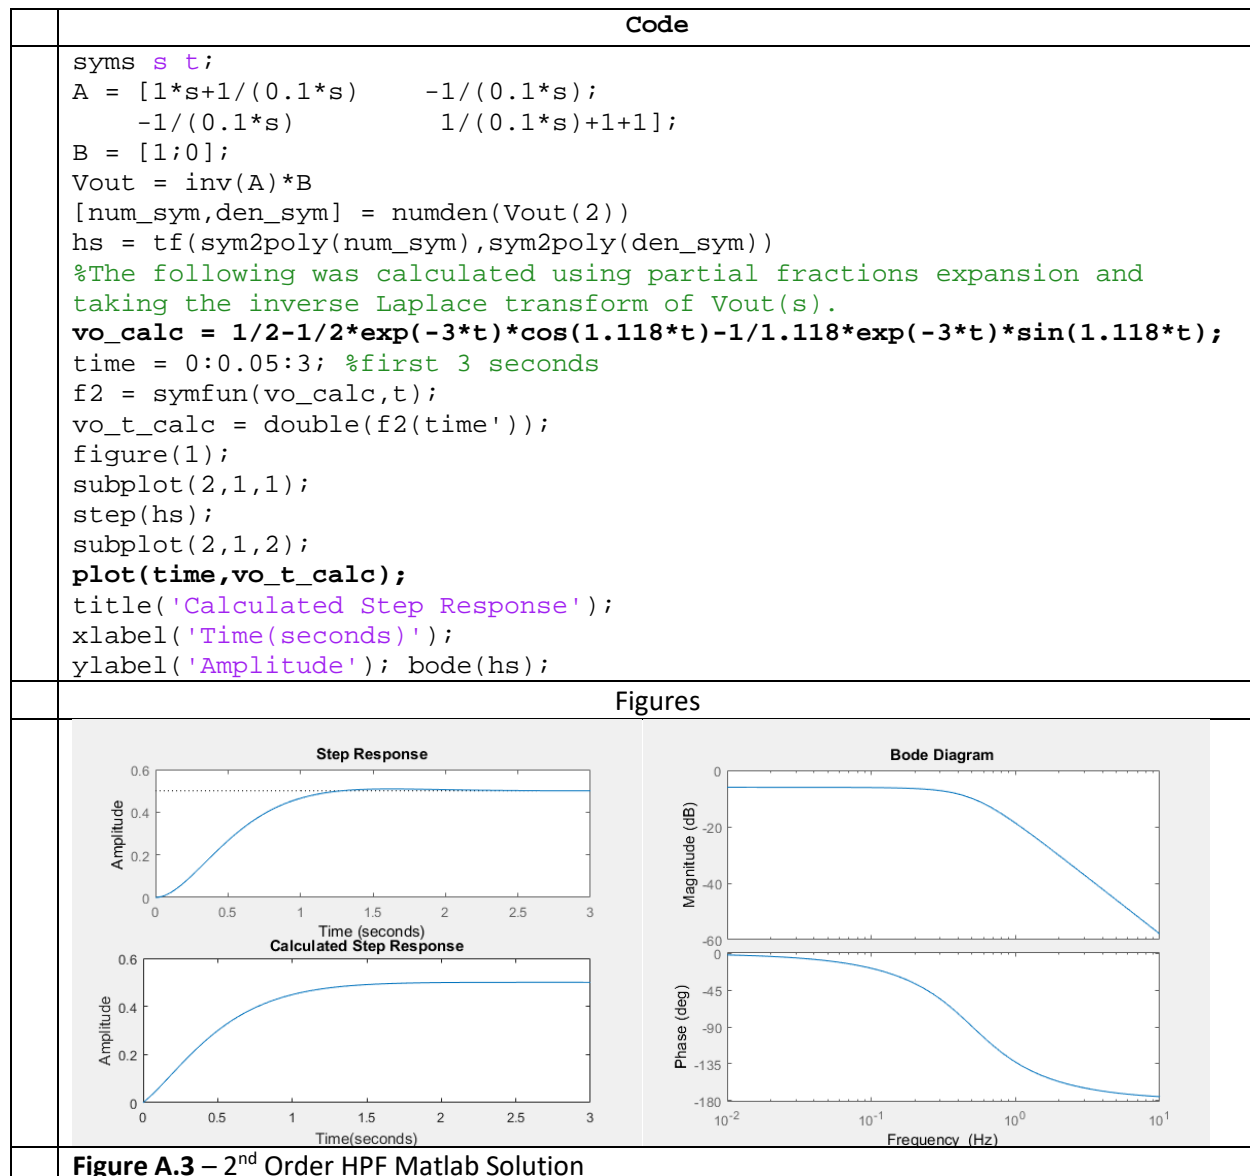 Code
syms s t;
A = [1*s+1/(0.1*s) -1/(0.1*s);
-1/(0.1*s) 1/(0.1*s)+1+1];
B = [1;0];
Vout = inv(A)*B
[num_sym,den_sym] = numden(Vout(2))
hs = tf(sym2poly(num_sym),sym2poly(den_sym))
%The following was calculated using partial fractions expansion and
taking the inverse Laplace transform of Vout(s).
vo_calc = 1/2-1/2*exp(-3*t)*cos(1.118*t)-1/1.118*exp(-3*t)*sin(1.118*t);
time = 0:0.05:3; %first 3 seconds
f2 = symfun(vo_calc,t);
vo_t_calc = double(f2(time'));
figure(1);
subplot(2,1,1);
step(hs);
subplot(2,1,2);
plot(time,vo_t_calc);
title('Calculated Step Response');
xlabel('Time(seconds)');
ylabel('Amplitude'); bode(hs);
Figures
Step Response
Amplitude
0.6
0.4
0.2
0
0 0.5 1 1.5 2 2.5 3
Time (seconds)
Calculated Step Response
Amplitude
0.6
0.4
0.2
0
0 0.5 1 1.5 2 2.5 3
Time(seconds)
Bode Diagram
Magnitude (dB)
0
-20
-40
-60
Phase (deg)
0
-45
-90
-135
-180
10^-2 10^-1 10^0 10^1
Frequency (Hz)
Figure A.3 – 2nd Order HPF Matlab Solution